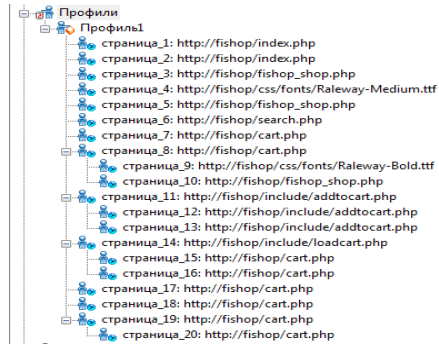 Профили
Профиль1
страница_1: http://fishop/index.php
страница_2: http://fishop/index.php
страница_3: http://fishop/fishop_shop.php
страница_4: http://fishop/css/fonts/Raleway-Medium.ttf
страница_5: http://fishop/fishop_shop.php
страница_6: http://fishop/search.php
страница_7: http://fishop/cart.php
страница_8: http://fishop/cart.php
страница_9: http://fishop/css/fonts/Raleway-Bold.ttf
страница_10: http://fishop/fishop_shop.php
страница_11: http://fishop/include/addtocart.php
страница_12: http://fishop/include/addtocart.php
страница_13: http://fishop/include/addtocart.php
страница_14: http://fishop/include/loadcart.php
страница_15: http://fishop/cart.php
страница_16: http://fishop/cart.php
страница_17: http://fishop/cart.php
страница_18: http://fishop/cart.php
страница_19: http://fishop/cart.php
страница_20: http://fishop/cart.php